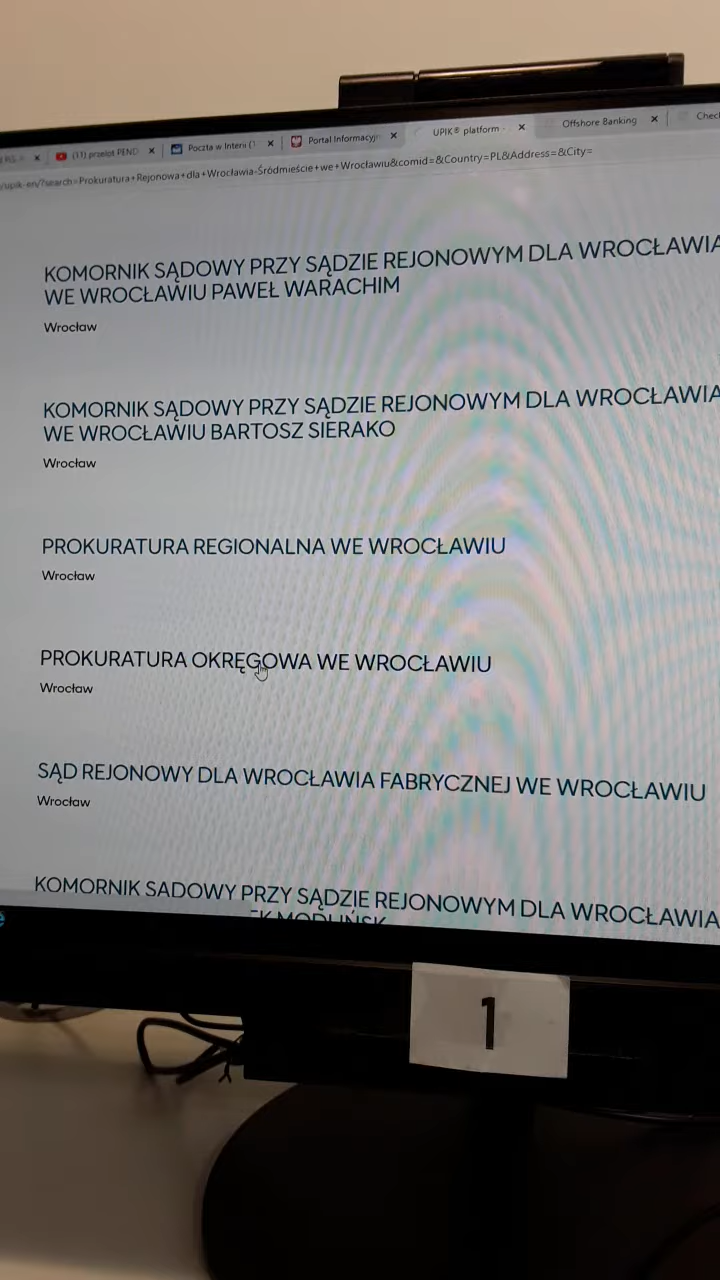 (11) przelot PEND
Poczta w Interii (
Portal Informacyjn
UPIK® platform -
Offshore Banking
Chec
/upik-en/?search=Prokuratura+Rejonowa+dla+Wrocławia-Śródmieście+we+Wrocławiu&comid=&Country=PL&Address=&City=
KOMORNIK SĄDOWY PRZY SĄDZIE REJONOWYM DLA WROCŁAWIA
WE WROCŁAWIU PAWEŁ WARACHIM
Wrocław
KOMORNIK SĄDOWY PRZY SĄDZIE REJONOWYM DLA WROCŁAWIA
WE WROCŁAWIU BARTOSZ SIERAKO
Wrocław
PROKURATURA REGIONALNA WE WROCŁAWIU
Wrocław
PROKURATURA OKRĘGOWA WE WROCŁAWIU
Wrocław
SĄD REJONOWY DLA WROCŁAWIA FABRYCZNEJ WE WROCŁAWIU
Wrocław
KOMORNIK SADOWY PRZY SĄDZIE REJONOWYM DLA WROCŁAWIA
1